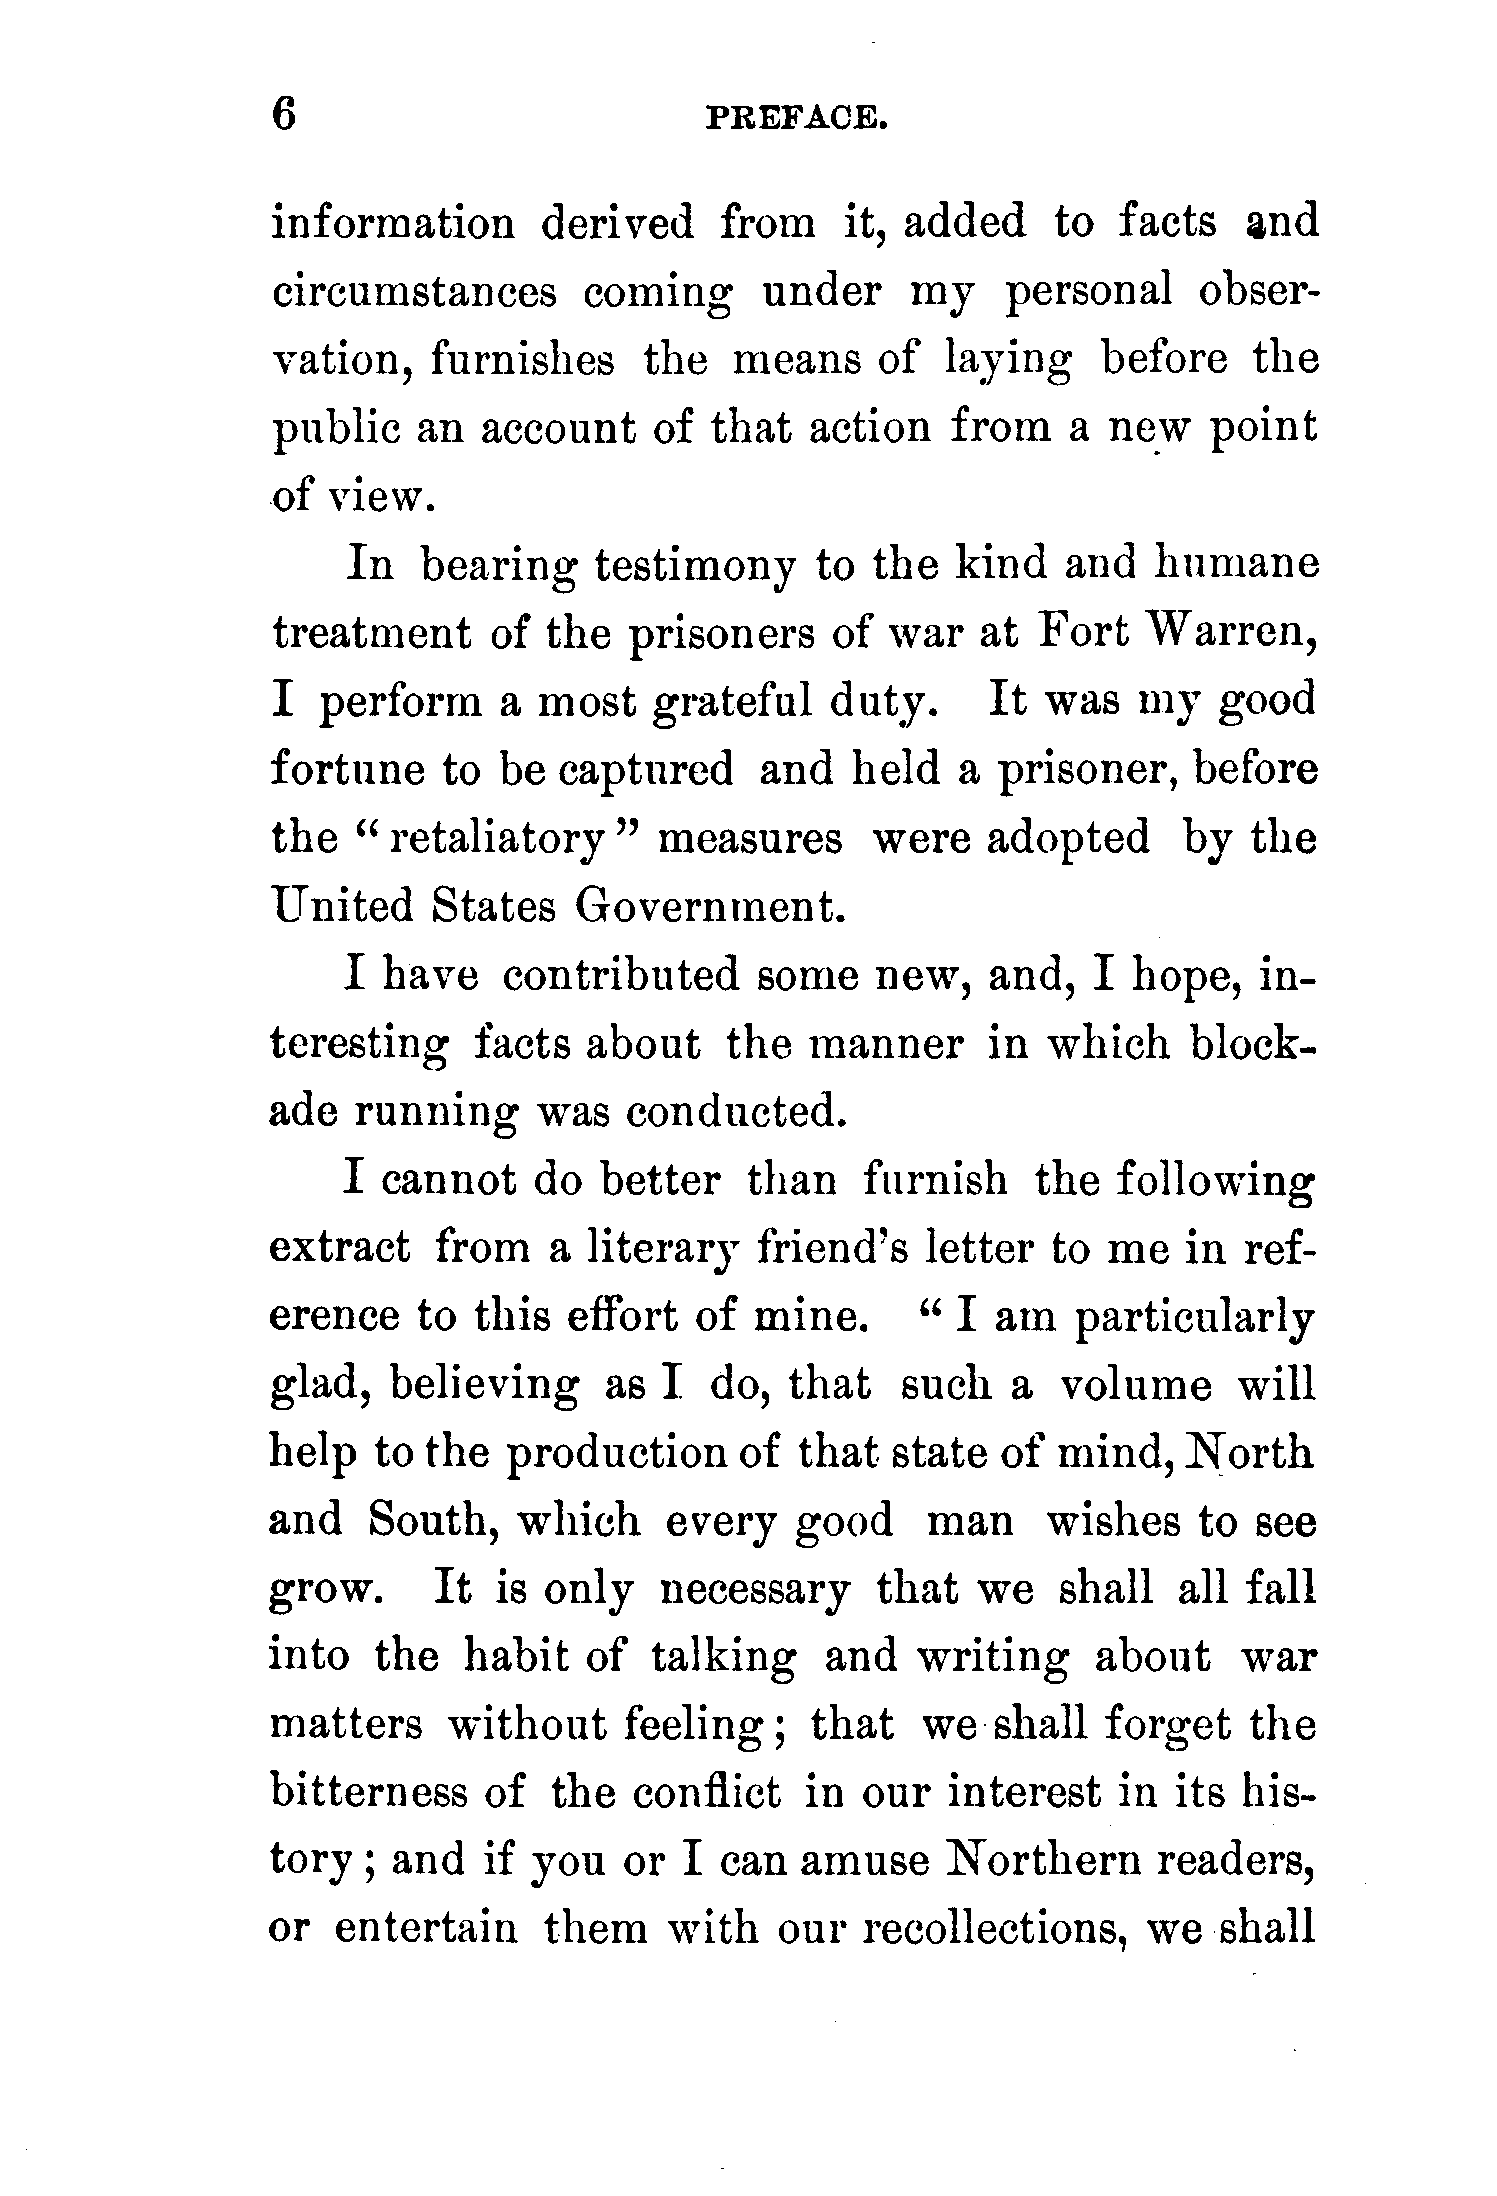 6 PREFACE.
information derived from it, added to facts and
circumstances coming under my personal obser-
vation, furnishes the means of laying before the
public an account of that action from a new point
of view.
In bearing testimony to the kind and humane
treatment of the prisoners of war at Fort Warren,
I perform a most grateful duty. It was my good
fortune to be captured and held a prisoner, before
the “ retaliatory ” measures were adopted by the
United States Government.
I have contributed some new, and, I hope, in-
teresting facts about the manner in which block-
ade running was conducted.
I cannot do better than furnish the following
extract from a literary friend’s letter to me in ref-
erence to this effort of mine. “ I am particularly
glad, believing as I do, that such a volume will
help to the production of that state of mind, North
and South, which every good man wishes to see
grow. It is only necessary that we shall all fall
into the habit of talking and writing about war
matters without feeling ; that we shall forget the
bitterness of the conflict in our interest in its his-
tory ; and if you or I can amuse Northern readers,
or entertain them with our recollections, we shall